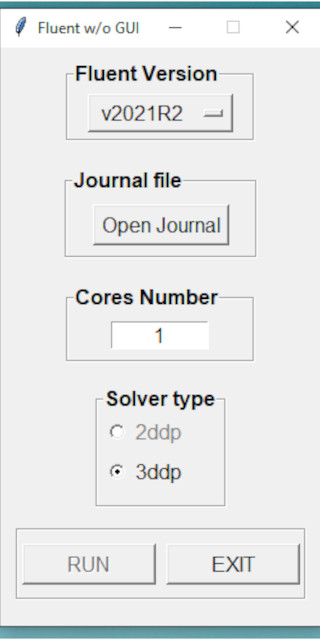 Fluent w/o GUI
Fluent Version
v2021R2
Journal file
Open Journal
Cores Number
1
Solver type
2ddp
3ddp
RUN EXIT